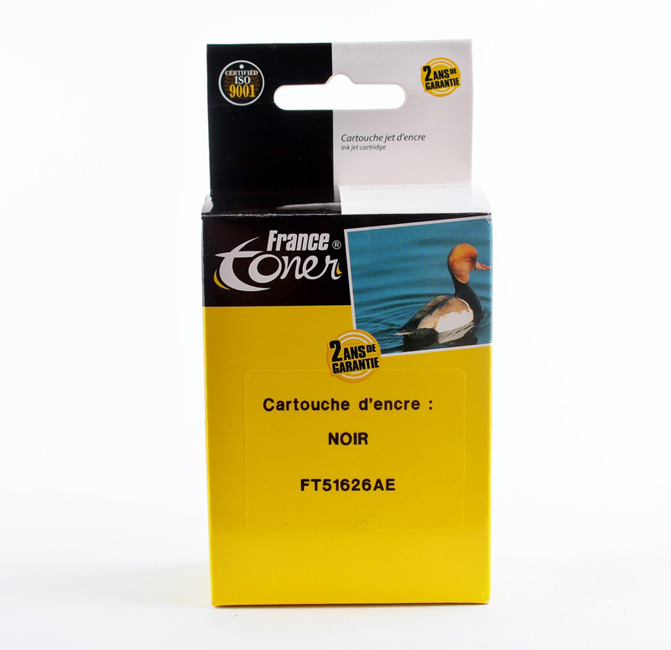 CERTIFIED
ISO
9001
2 ANS DE
GARANTIE
Cartouche jet d'encre
Ink jet cartridge
France ®
toner
2 ANS DE
GARANTIE
Cartouche d'encre :
NOIR
FT51626AE